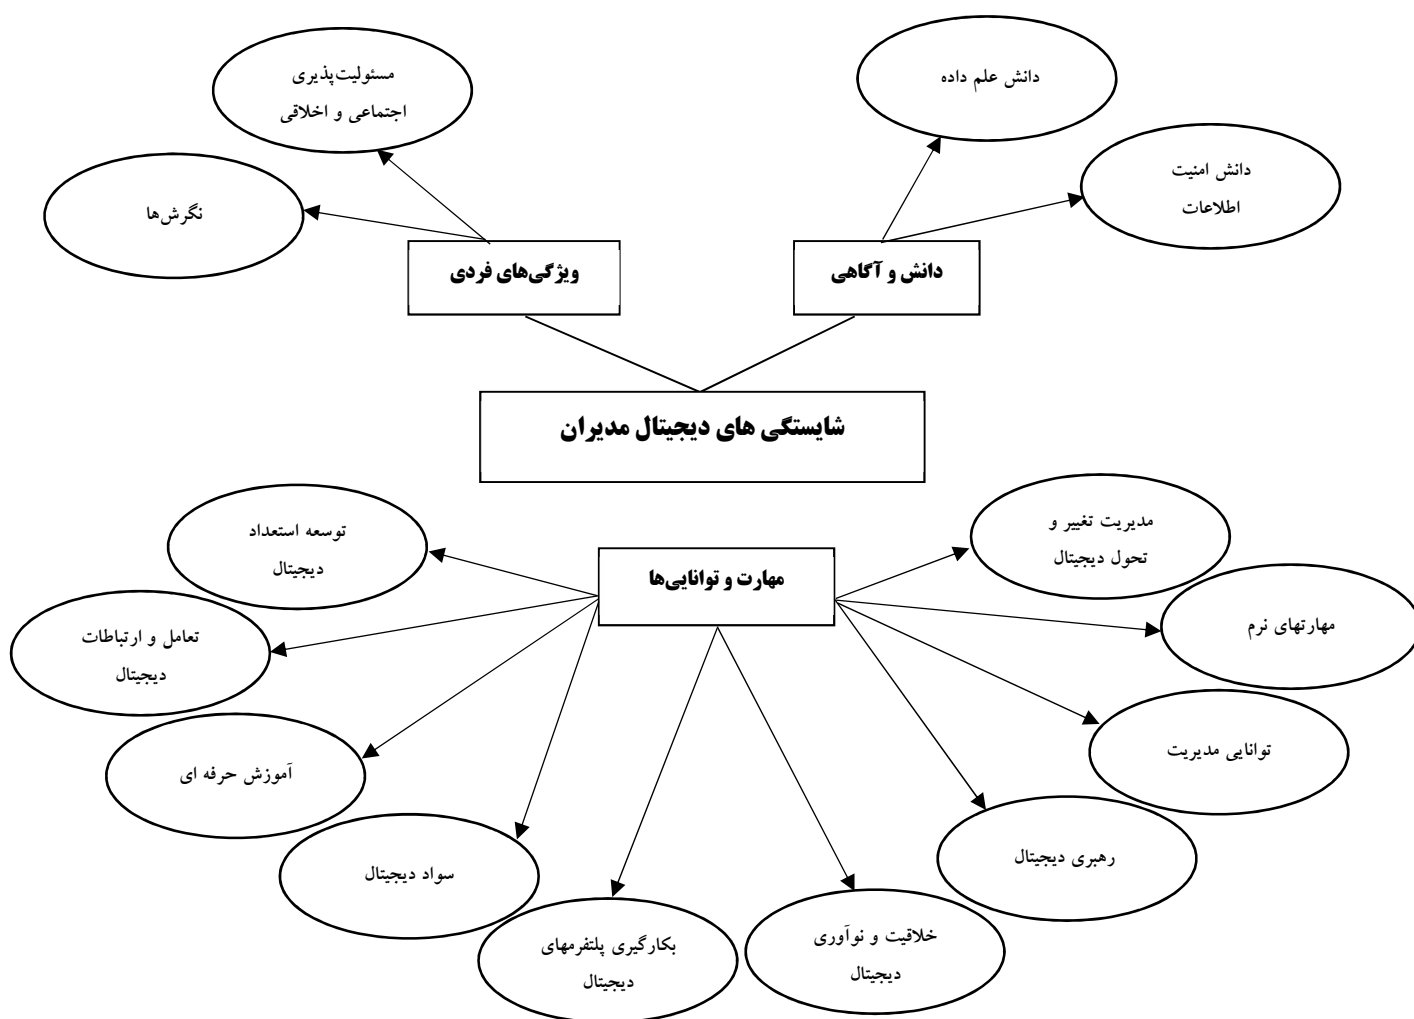 مسئولیت‌پذیری
اجتماعی و اخلاقی
دانش علم داده
نگرش‌ها
دانش امنیت
اطلاعات
ویژگی‌های فردی
دانش و آگاهی
شایستگی های دیجیتال مدیران
مدیریت تغییر و
تحول دیجیتال
توسعه استعداد
دیجیتال
مهارت و توانایی‌ها
مهارتهای نرم
تعامل و ارتباطات
دیجیتال
توانایی مدیریت
آموزش حرفه ای
رهبری دیجیتال
سواد دیجیتال
خلاقیت و نوآوری
دیجیتال
بکارگیری پلتفرمهای
دیجیتال